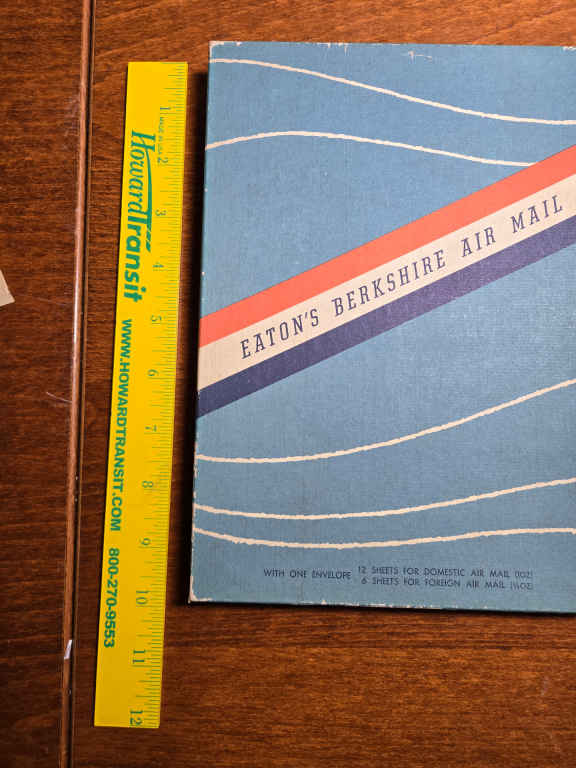 1
2
3
4
5
6
7
8
9
10
11
12
MADE IN USA
HowardTransit
WWW.HOWARDTRANSIT.COM 800-270-9553
EATON'S BERKSHIRE AIR MAIL
WITH ONE ENVELOPE 12 SHEETS FOR DOMESTIC AIR MAIL (1OZ)
6 SHEETS FOR FOREIGN AIR MAIL (½OZ)